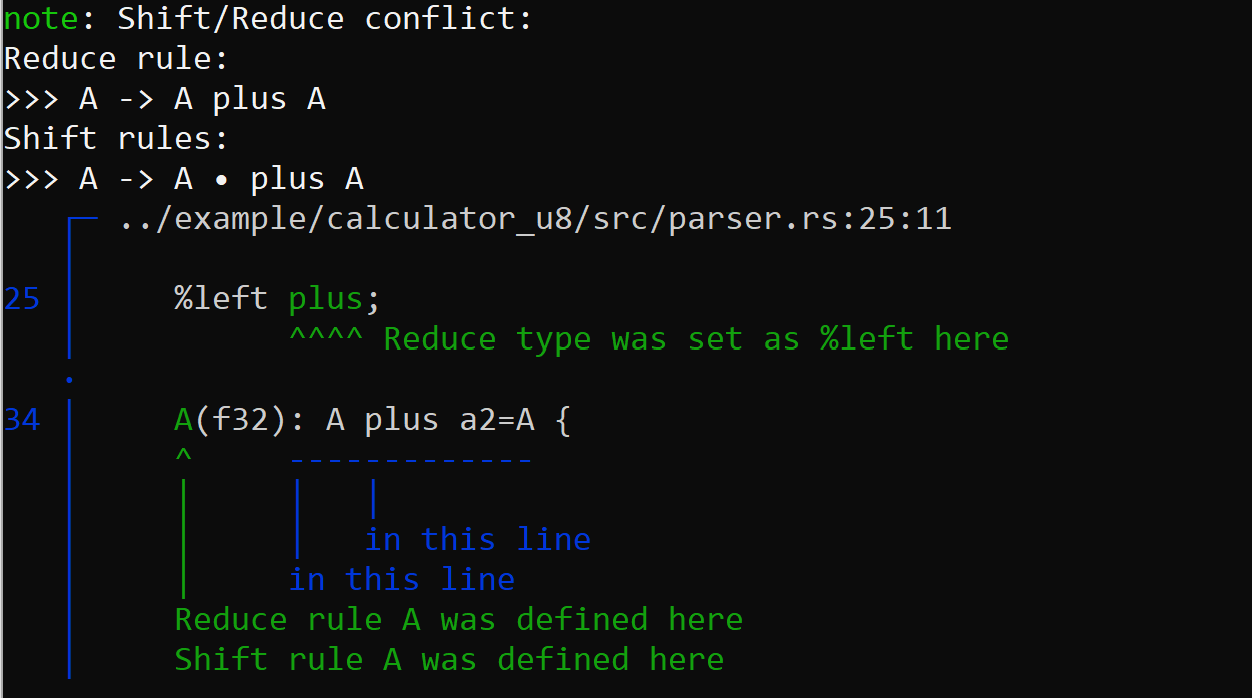 note: Shift/Reduce conflict:
Reduce rule:
>>> A -> A plus A
Shift rules:
>>> A -> A • plus A
../example/calculator_u8/src/parser.rs:25:11
25 %left plus;
^^^^ Reduce type was set as %left here
34 A(f32): A plus a2=A {
^ -------------
in this line
in this line
Reduce rule A was defined here
Shift rule A was defined here